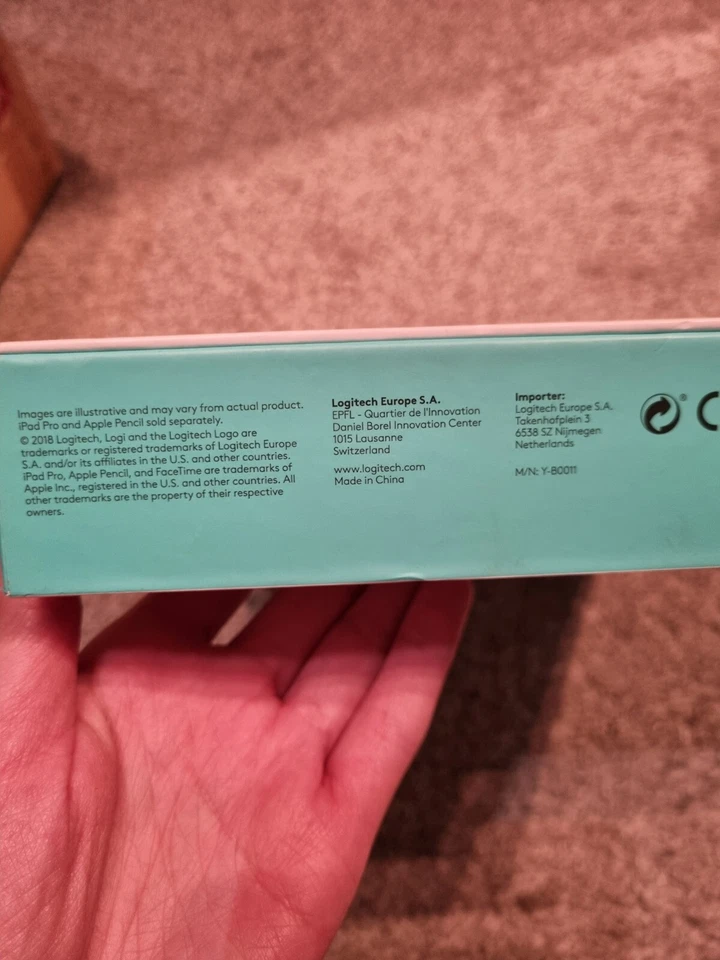 Images are illustrative and may vary from actual product.
iPad Pro and Apple Pencil sold separately.
© 2018 Logitech, Logi and the Logitech Logo are
trademarks or registered trademarks of Logitech Europe
S.A. and/or its affiliates in the U.S. and other countries.
iPad Pro, Apple Pencil, and FaceTime are trademarks of
Apple Inc., registered in the U.S. and other countries. All
other trademarks are the property of their respective
owners.
Logitech Europe S.A.
EPFL - Quartier de l'Innovation
Daniel Borel Innovation Center
1015 Lausanne
Switzerland
www.logitech.com
Made in China
Importer:
Logitech Europe S.A.
Takenhofplein 3
6538 SZ Nijmegen
Netherlands
M/N: Y-B0011
®